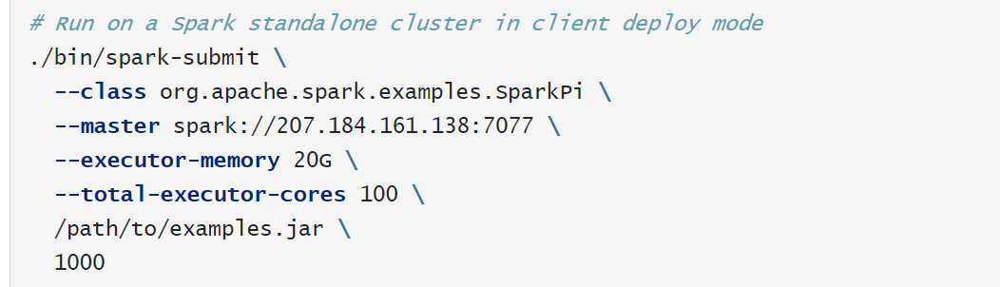 # Run on a Spark standalone cluster in client deploy mode
./bin/spark-submit \
  --class org.apache.spark.examples.SparkPi \
  --master spark://207.184.161.138:7077 \
  --executor-memory 20G \
  --total-executor-cores 100 \
  /path/to/examples.jar \
  1000